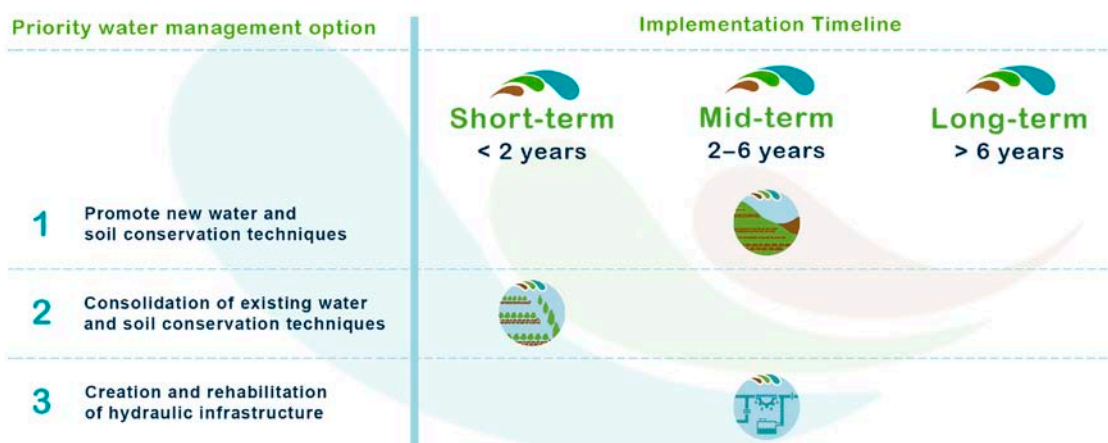 Priority water management option
Implementation Timeline
Short-term
< 2 years
Mid-term
2–6 years
Long-term
> 6 years
1
Promote new water and
soil conservation techniques
2
Consolidation of existing water
and soil conservation techniques
3
Creation and rehabilitation
of hydraulic infrastructure